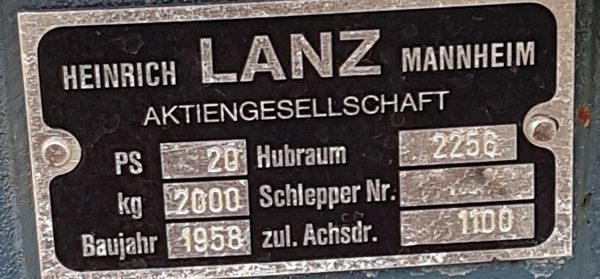 HEINRICH LANZ MANNHEIM
AKTIENGESELLSCHAFT
PS 20 Hubraum 2256
kg 2000 Schlepper Nr.
Baujahr 1958 zul. Achsdr. 1100